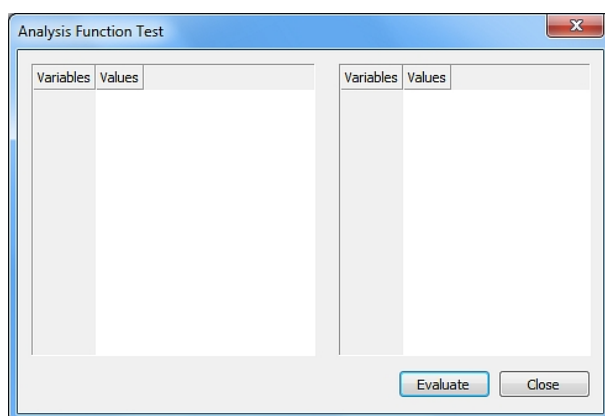 Analysis Function Test
Variables Values Variables Values
Evaluate Close